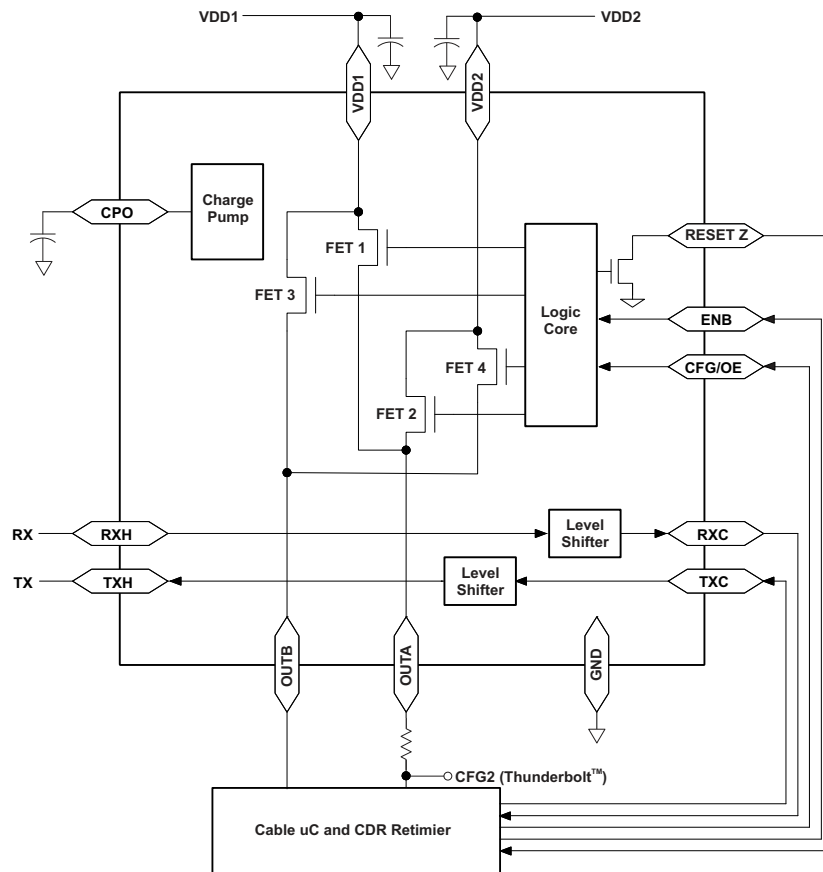 VDD1
VDD2
VDD1
VDD2
CPO
Charge
Pump
FET 1
FET 3
FET 4
FET 2
Logic
Core
RESET Z
ENB
CFG/OE
RX
RXH
Level
Shifter
RXC
TX
TXH
Level
Shifter
TXC
OUTB
OUTA
GND
CFG2 (Thunderbolt™)
Cable uC and CDR Retimier